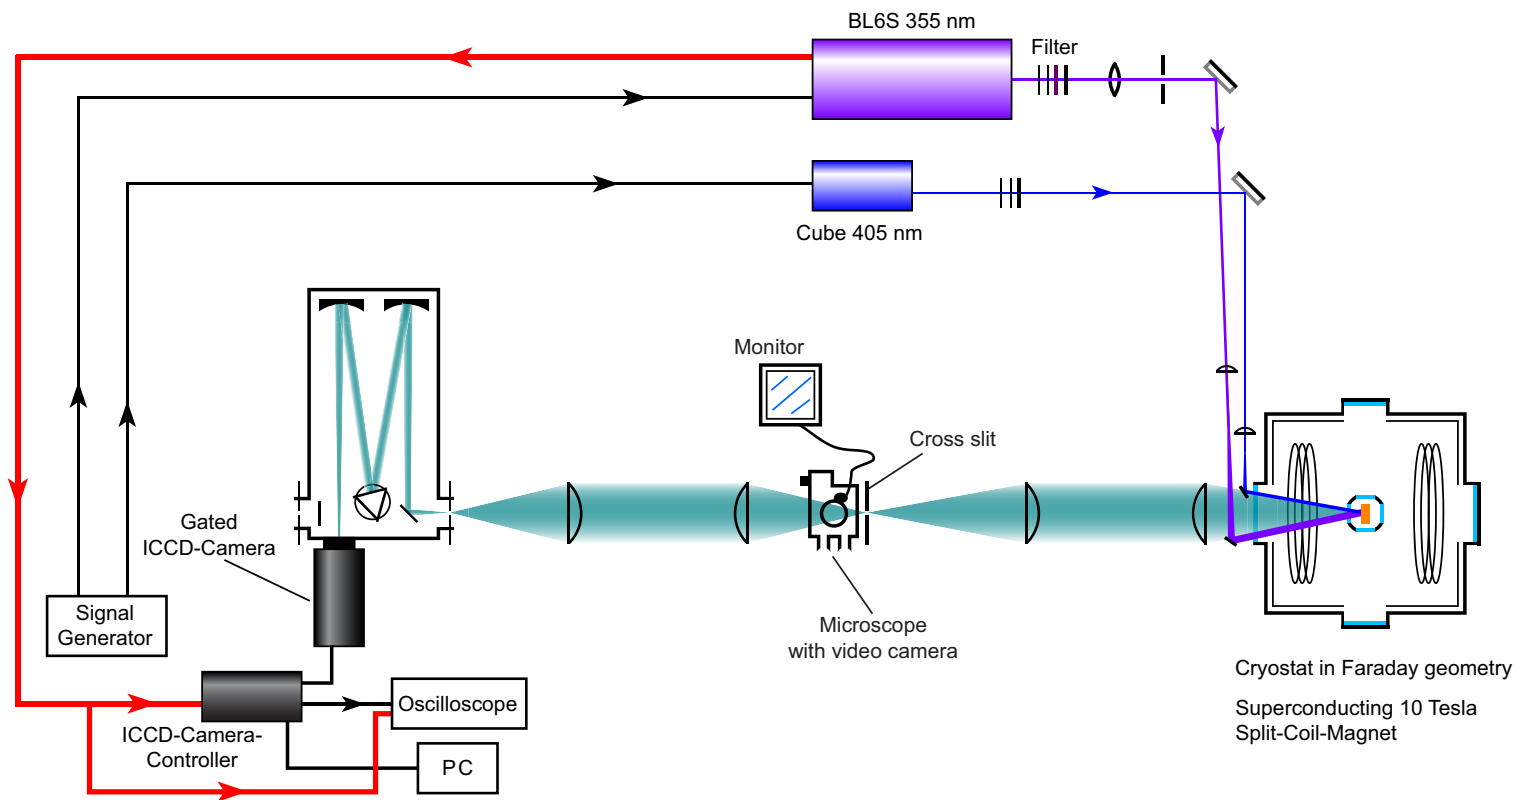 BL6S 355 nm
Filter
Cube 405 nm
Monitor
Cross slit
Gated
ICCD-Camera
Signal
Generator
Microscope
with video camera
Cryostat in Faraday geometry
Superconducting 10 Tesla
Split-Coil-Magnet
Oscilloscope
ICCD-Camera-
Controller
PC